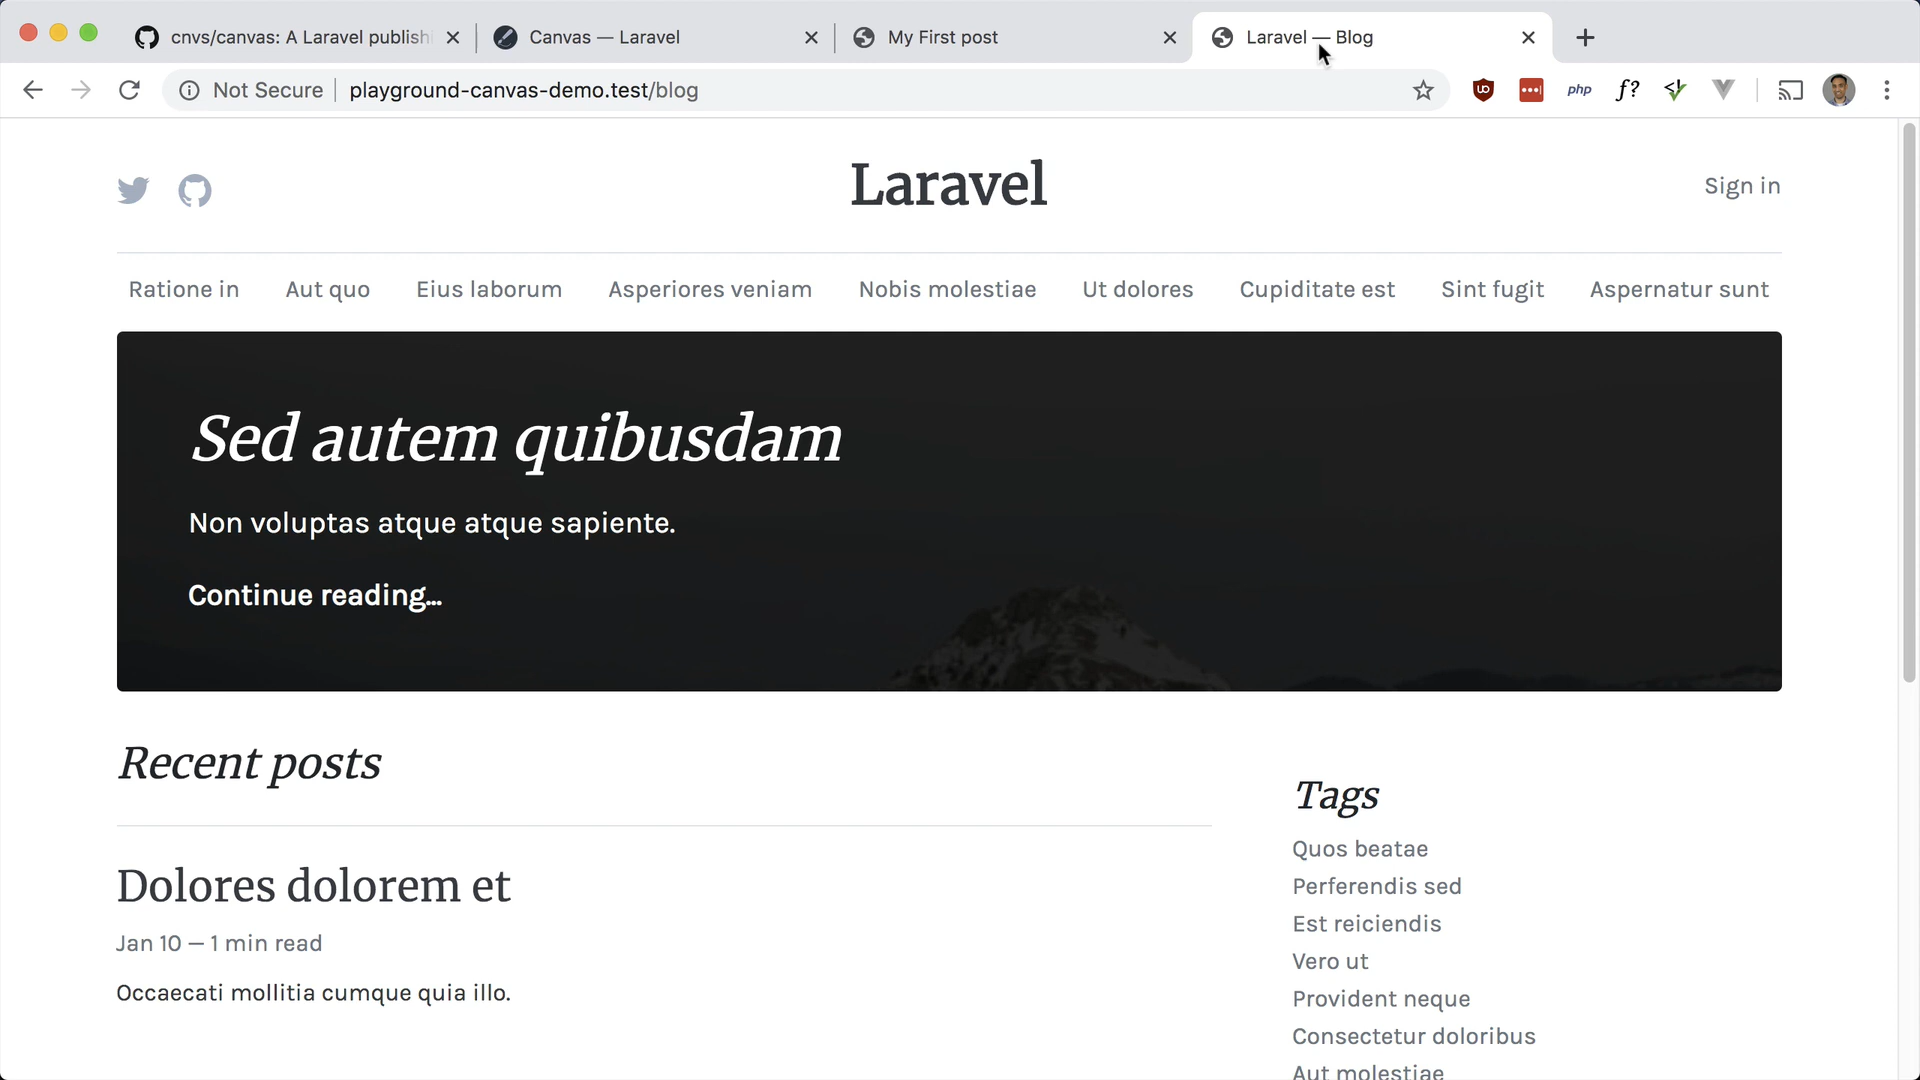 cnvs/canvas: A Laravel publish
Canvas — Laravel
My First post
Laravel — Blog
Not Secure
playground-canvas-demo.test/blog
php
f?
Laravel
Sign in
Ratione in
Aut quo
Eius laborum
Asperiores veniam
Nobis molestiae
Ut dolores
Cupiditate est
Sint fugit
Aspernatur sunt
Sed autem quibusdam
Non voluptas atque atque sapiente.
Continue reading...
Recent posts
Dolores dolorem et
Jan 10 — 1 min read
Occaecati mollitia cumque quia illo.
Tags
Quos beatae
Perferendis sed
Est reiciendis
Vero ut
Provident neque
Consectetur doloribus
Aut molestiae